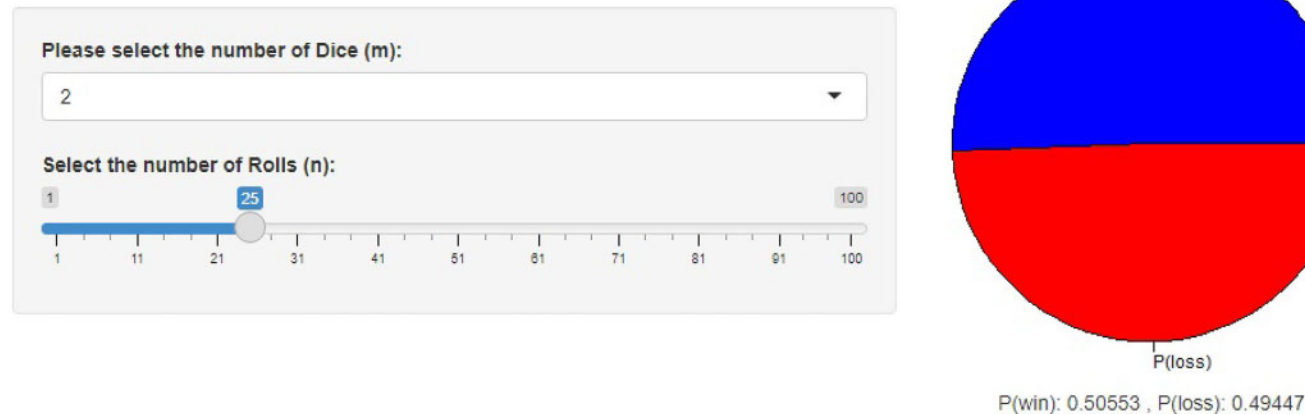 Please select the number of Dice (m):
2
Select the number of Rolls (n):
1 25 100
1 11 21 31 41 51 61 71 81 91 100
P(loss)
P(win): 0.50553 , P(loss): 0.49447